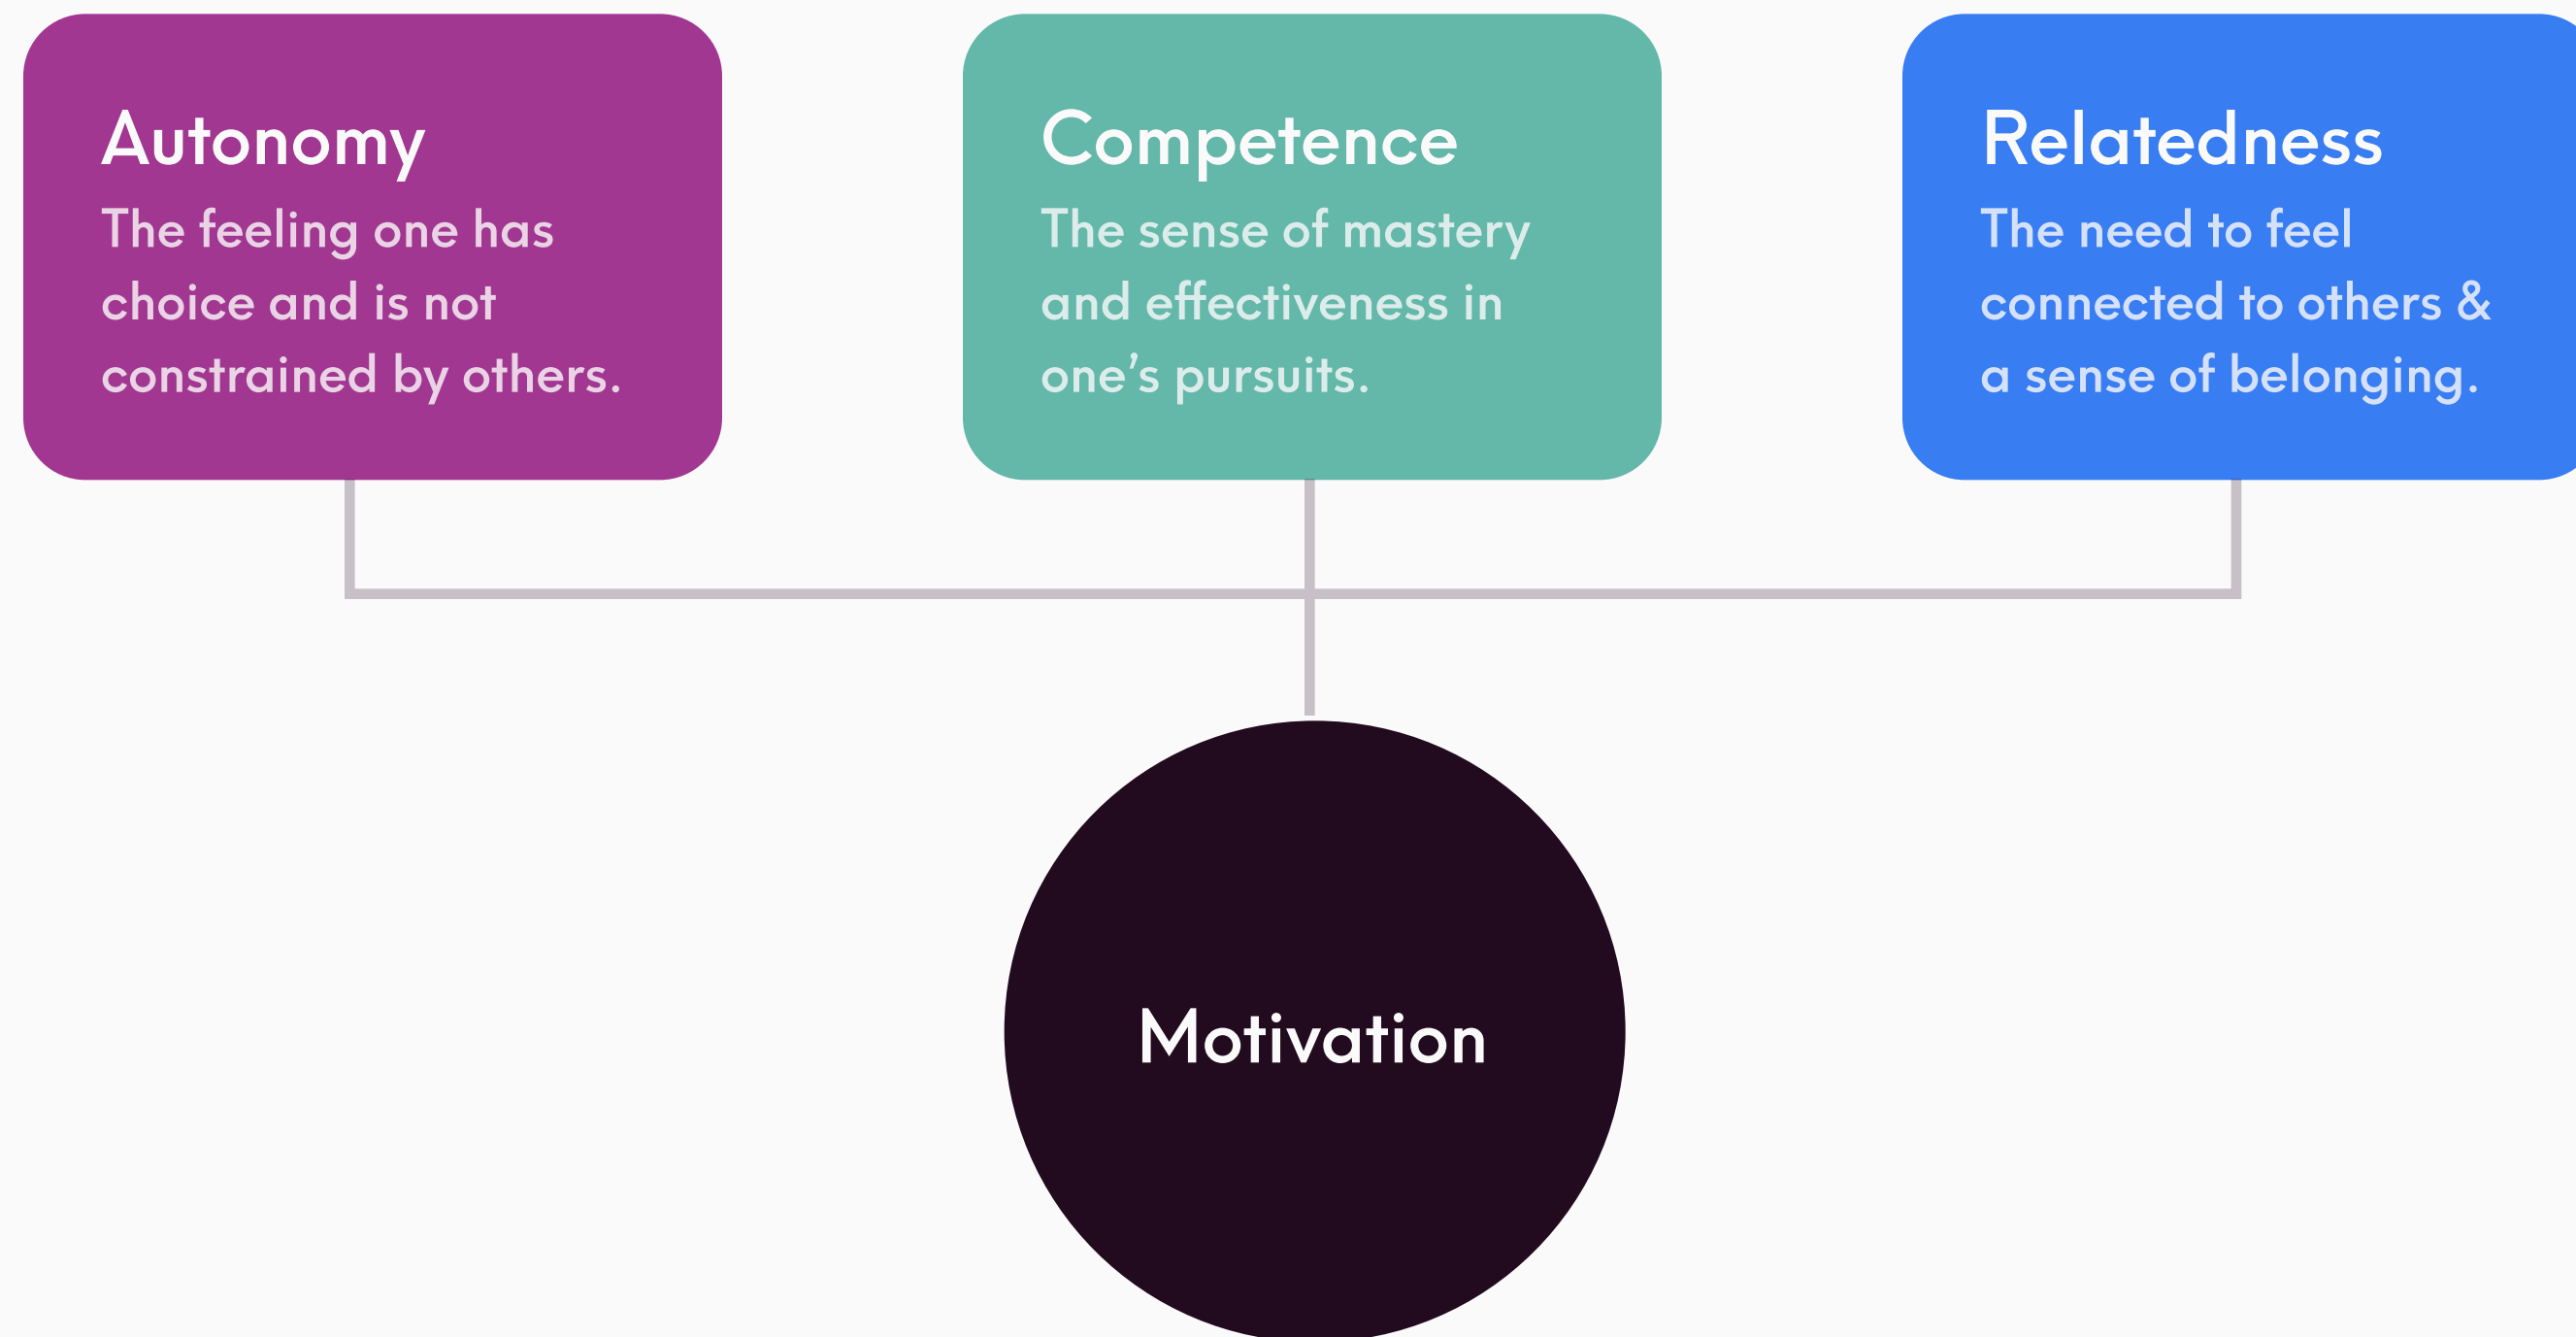 Autonomy
The feeling one has
choice and is not
constrained by others.
Competence
The sense of mastery
and effectiveness in
one’s pursuits.
Relatedness
The need to feel
connected to others &
a sense of belonging.
Motivation